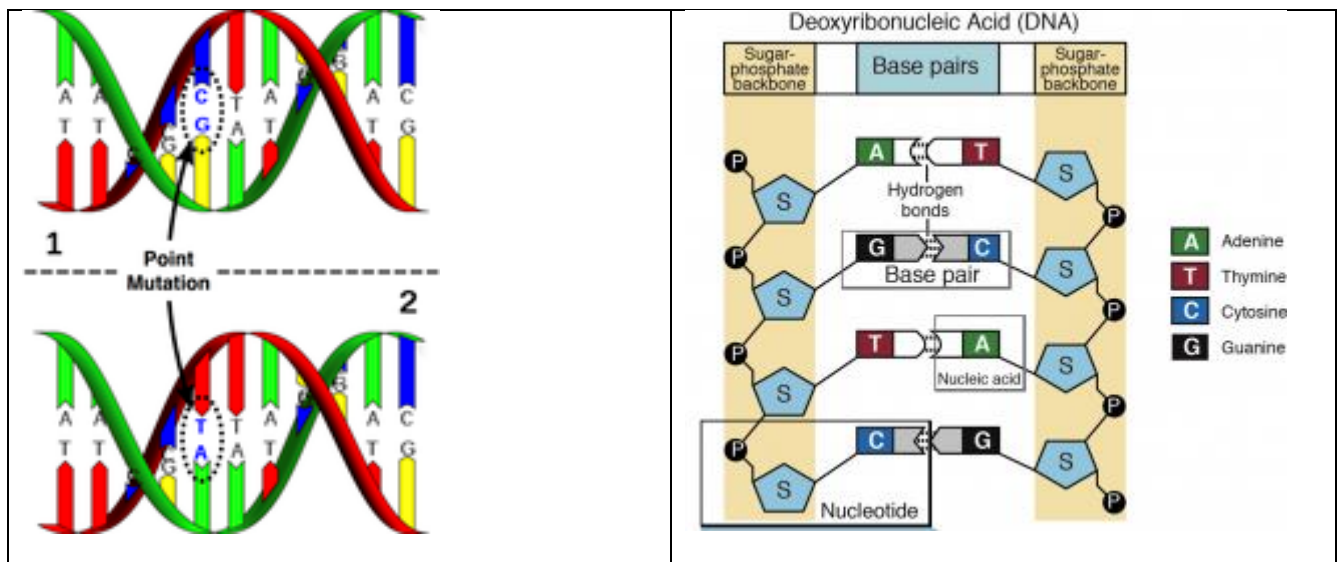 C
A A T A A C
G
T T G A T T G
1
Point
Mutation
2
A A T T A A C
T T G A A T T G
Deoxyribonucleic Acid (DNA)
Sugar-
phosphate
backbone
Base pairs
Sugar-
phosphate
backbone
P
A T
S
S
Hydrogen
bonds
P
G C
P
Base pair
S
S
P
P
T A
Nucleic acid
S
S
P
P
C G
S
S
Nucleotide
P
A Adenine
T Thymine
C Cytosine
G Guanine